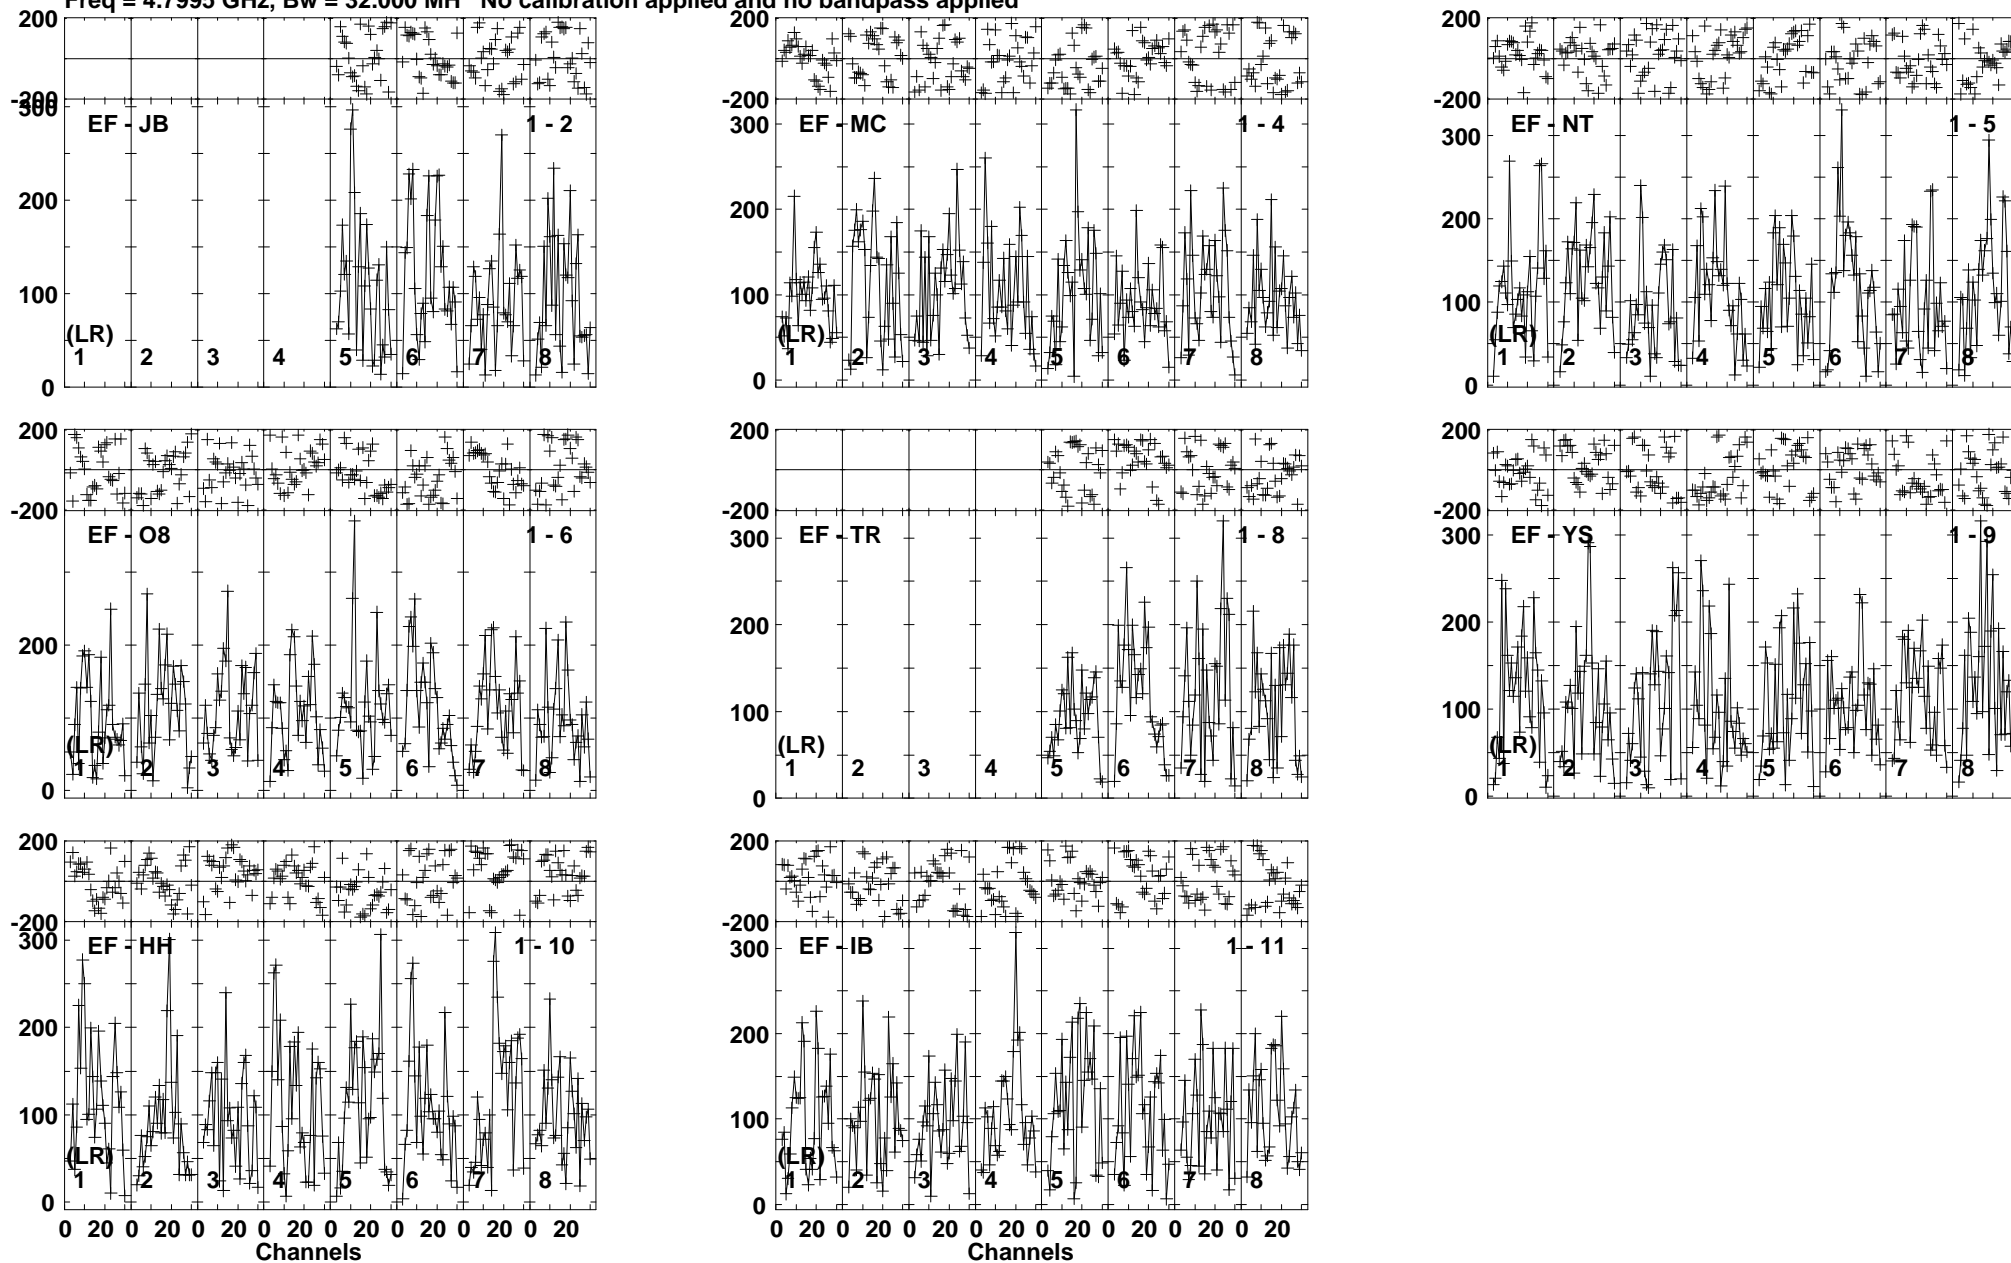 Freq = 4.7995 GHz, Bw = 32.000 MH No calibration applied and no bandpass applied
200 200 200
-200 -200 -200
300 EF - JB 1 - 2 300 EF - MC 1 - 4 300 EF - NT 1 - 5
200 200 200
100 100 100
(LR) (LR)
1 2 3 4 5 6 7 8 1 2 3 4 5 6 7 8 1 2 3 4 5 6 7 8
0 0 0
200 200 200
-200 -200 -200
EF - O8 1 - 6 300 EF - TR 1 - 8 300 EF - YS 1 - 9
200 200 200
100 100
(LR) (LR) (LR)
1 2 3 4 5 6 7 8 1 2 3 4 5 6 7 8 1 2 3 4 5 6 7 8
0 0 0
200 200
-200 -200
300 EF - HH 1 - 10 300 EF - IB 1 - 11
200 200
100 100
(LR) (LR)
1 2 3 4 5 6 7 8 1 2 3 4 5 6 7 8
0 0
0 20 0 20 0 20 0 20 0 20 0 20 0 20 0 20 0 20 0 20 0 20 0 20 0 20 0 20 0 20 0 20
Channels Channels